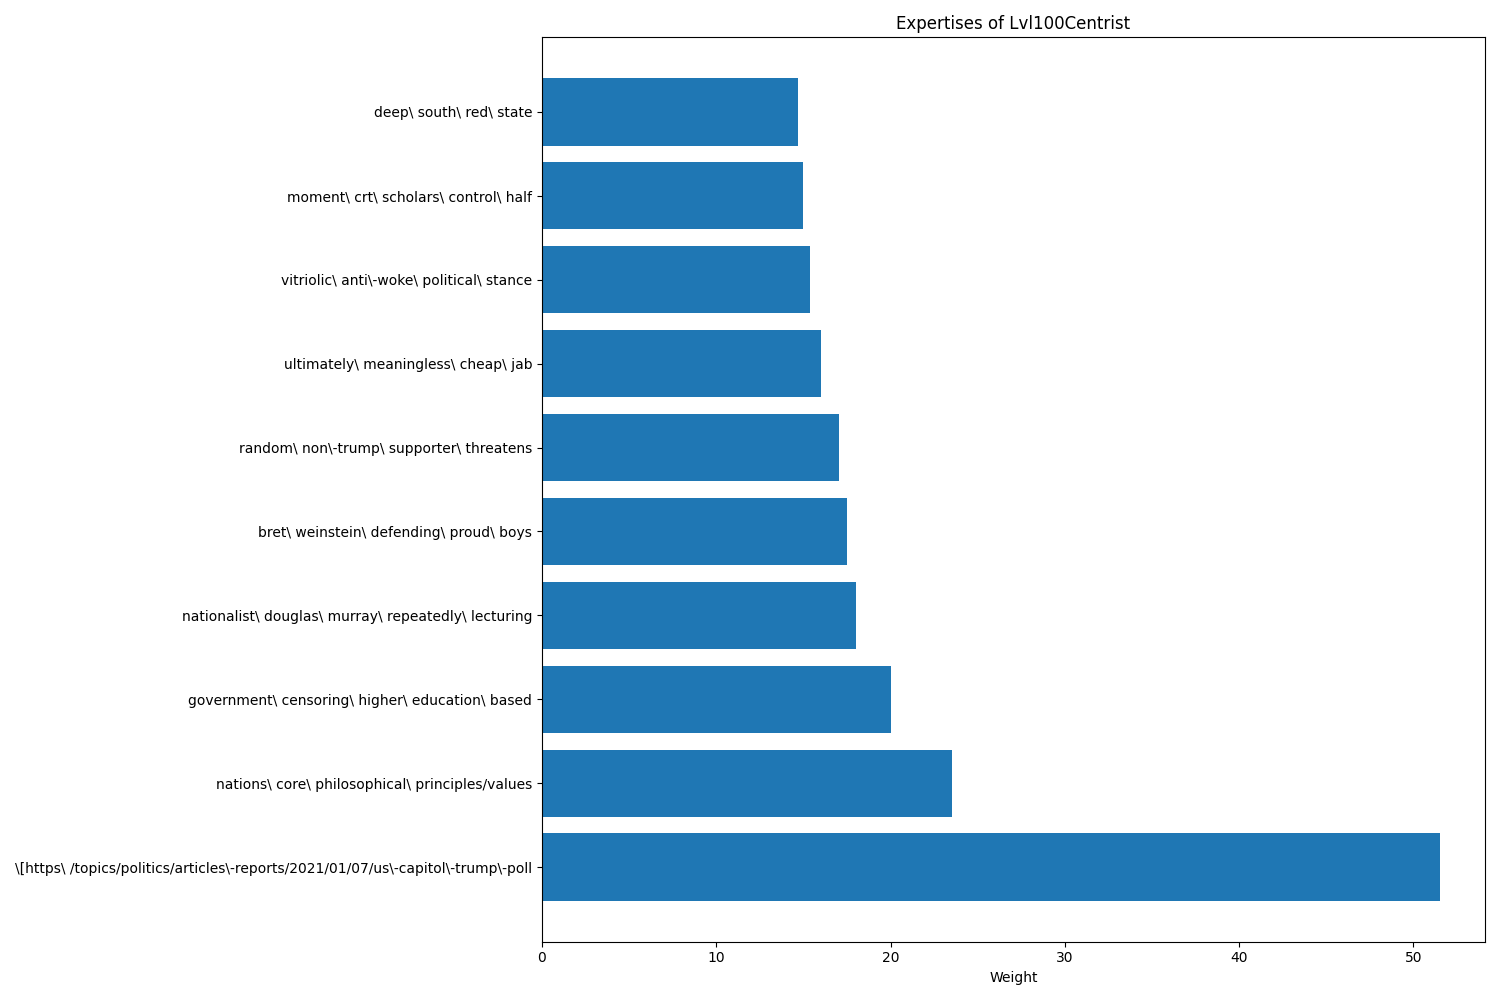 Expertises of Lvl100Centrist
deep\ south\ red\ state
moment\ crt\ scholars\ control\ half
vitriolic\ anti\-woke\ political\ stance
ultimately\ meaningless\ cheap\ jab
random\ non\-trump\ supporter\ threatens
bret\ weinstein\ defending\ proud\ boys
nationalist\ douglas\ murray\ repeatedly\ lecturing
government\ censoring\ higher\ education\ based
nations\ core\ philosophical\ principles/values
\[https\ /topics/politics/articles\-reports/2021/01/07/us\-capitol\-trump\-poll
0 10 20 30 40 50
Weight